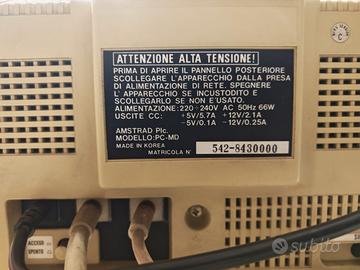 ATTENZIONE ALTA TENSIONE!
PRIMA DI APRIRE IL PANNELLO POSTERIORE
SCOLLEGARE L'APPARECCHIO DALLA PRESA
DI ALIMENTAZIONE DI RETE. SPEGNERE
L' APPARECCHIO SE INCUSTODITO E
SCOLLEGARLO SE NON E'USATO.
ALIMENTAZIONE:220-240V AC 50Hz 66W
USCITE CC: +5V/5.7A +12V/2.1A
-5V/0.1A -12V/0.25A
AMSTRAD Plc.
MODELLO:PC-MD
MADE IN KOREA
MATRICOLA N° 542-8430000
ACCESO
SPENTO
subito